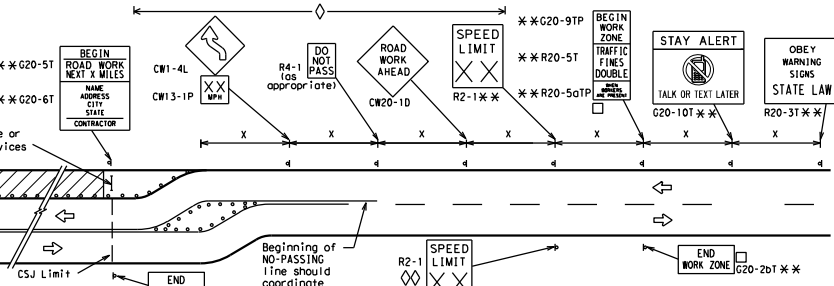 ✱✱G20-5T
✱✱G20-6T
BEGIN
ROAD WORK
NEXT X MILES
NAME
ADDRESS
CITY
STATE
CONTRACTOR
CW1-4L
CW13-1P
XX
MPH
R4-1
(as
appropriate)
DO
NOT
PASS
ROAD
WORK
AHEAD
CW20-1D
SPEED
LIMIT
XX
R2-1✱✱
✱✱G20-9TP
✱✱R20-5T
✱✱R20-5aTP
BEGIN
WORK
ZONE
TRAFFIC
FINES
DOUBLE
WHEN
WORKERS
ARE PRESENT
STAY ALERT
TALK OR TEXT LATER
G20-10T✱✱
OBEY
WARNING
SIGNS
STATE LAW
R20-3T✱✱
e or
vices
X X X X X X X
CSJ Limit
END
Beginning of
NO-PASSING
line should
coordinate
R2-1
SPEED
LIMIT
XX
END
WORK ZONE
G20-2bT✱✱